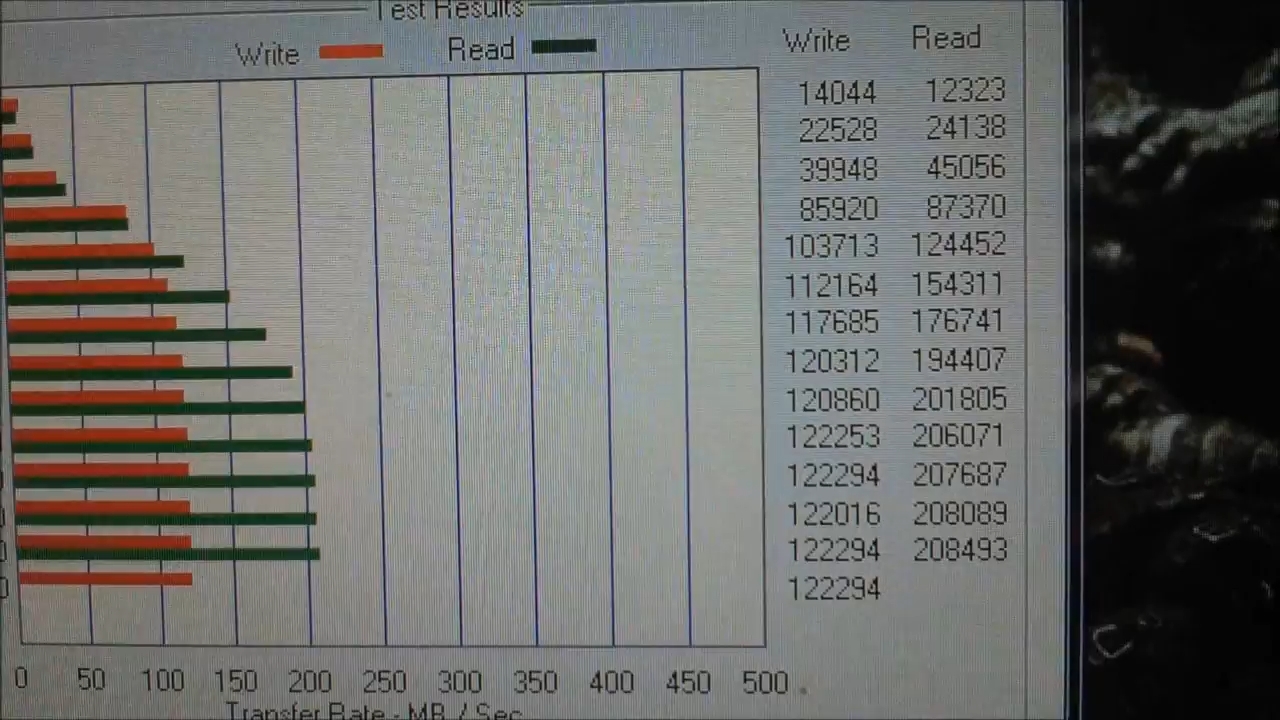 Test Results
Write Read
Write Read
14044 12323
22528 24138
39948 45056
85920 87370
103713 124452
112164 154311
117685 176741
120312 194407
120860 201805
122253 206071
122294 207687
122016 208089
122294 208493
122294
0 50 100 150 200 250 300 350 400 450 500
Transfer Rate - MB / Sec